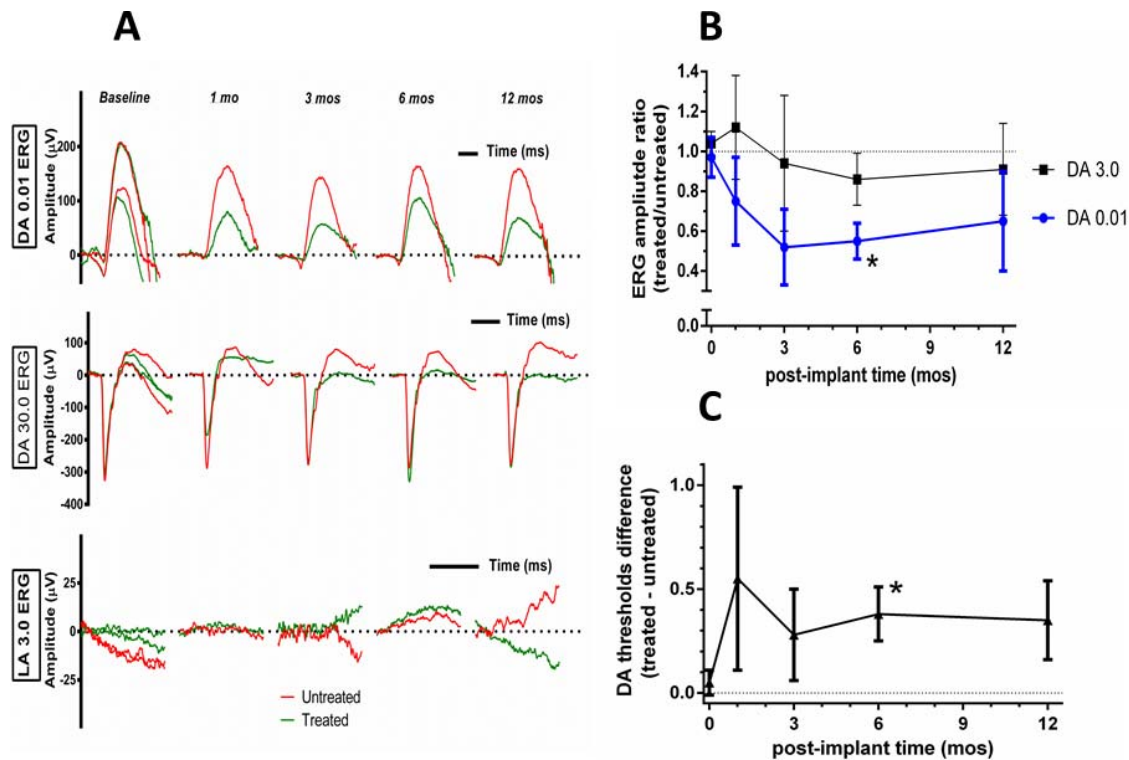 A
Baseline 1 mo 3 mos 6 mos 12 mos
DA 0.01 ERG
Amplitude (µV)
200
100
0
Time (ms)
DA 30.0 ERG
Amplitude (µV)
100
0
-100
-200
-300
-400
Time (ms)
LA 3.0 ERG
Amplitude (µV)
25
0
-25
Time (ms)
Untreated
Treated
B
ERG ampliutde ratio
(treated/untreated)
1.4
1.2
1.0
0.8
0.6
0.4
0.0
0 3 6 9 12
post-implant time (mos)
*
DA 3.0
DA 0.01
C
DA thresholds difference
(treated - untreated)
1.0
0.5
0.0
*
0 3 6 9 12
post-implant time (mos)